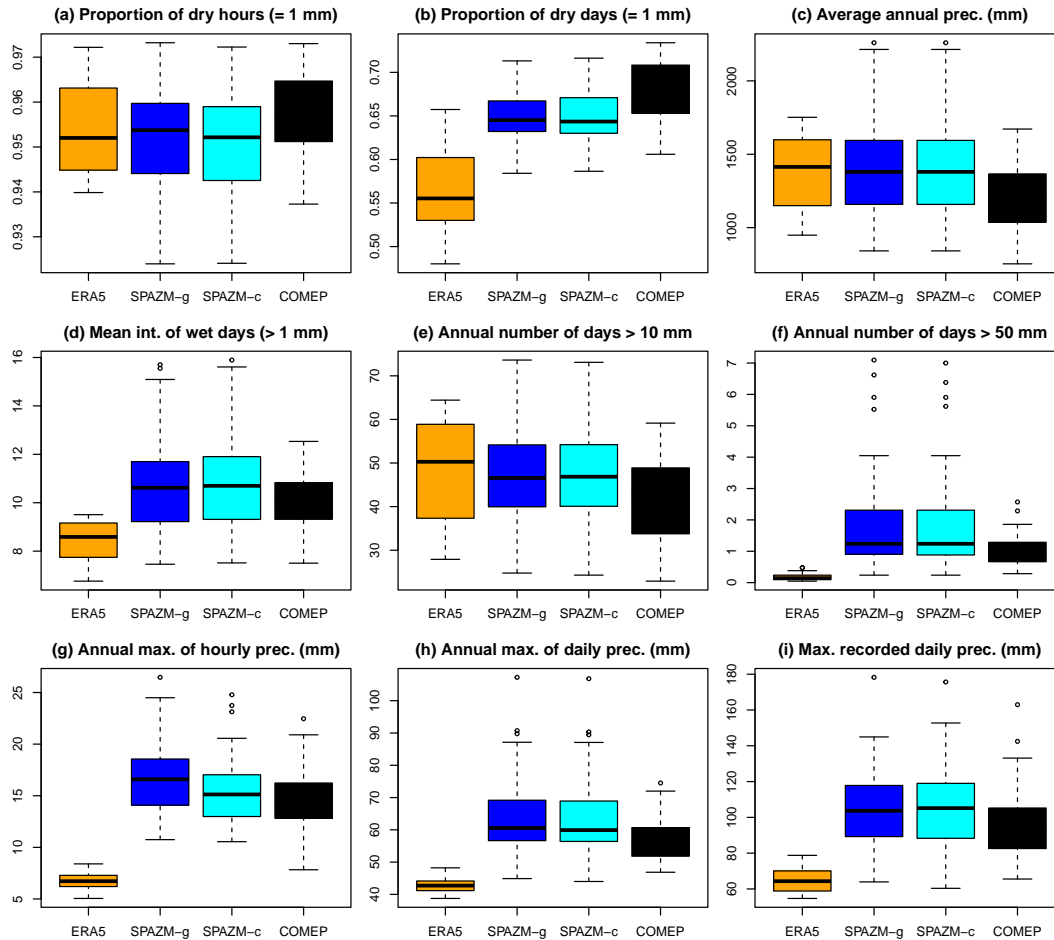 (a) Proportion of dry hours (= 1 mm)
0.97
0.96
0.95
0.94
0.93
ERA5 SPAZM−g SPAZM−c COMEP
(b) Proportion of dry days (= 1 mm)
0.70
0.65
0.60
0.55
0.50
ERA5 SPAZM−g SPAZM−c COMEP
(c) Average annual prec. (mm)
2000
1500
1000
ERA5 SPAZM−g SPAZM−c COMEP
(d) Mean int. of wet days (> 1 mm)
16
14
12
10
8
ERA5 SPAZM−g SPAZM−c COMEP
(e) Annual number of days > 10 mm
70
60
50
40
30
ERA5 SPAZM−g SPAZM−c COMEP
(f) Annual number of days > 50 mm
7
6
5
4
3
2
1
0
ERA5 SPAZM−g SPAZM−c COMEP
(g) Annual max. of hourly prec. (mm)
25
20
15
10
5
ERA5 SPAZM−g SPAZM−c COMEP
(h) Annual max. of daily prec. (mm)
100
90
80
70
60
50
40
ERA5 SPAZM−g SPAZM−c COMEP
(i) Max. recorded daily prec. (mm)
180
160
140
120
100
80
60
ERA5 SPAZM−g SPAZM−c COMEP